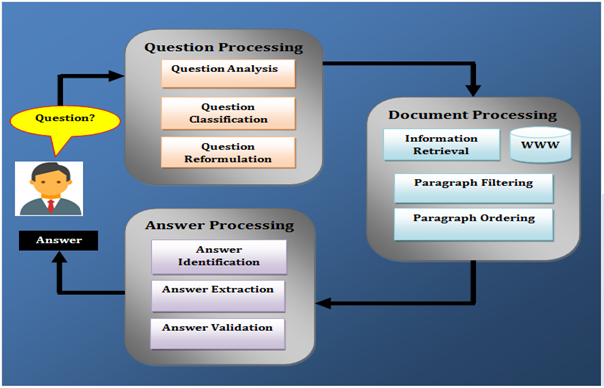 Question Processing
Question Analysis
Question
Classification
Question
Reformulation
Question?
Document Processing
Information
Retrieval
WWW
Paragraph Filtering
Paragraph Ordering
Answer Processing
Answer
Identification
Answer Extraction
Answer Validation
Answer